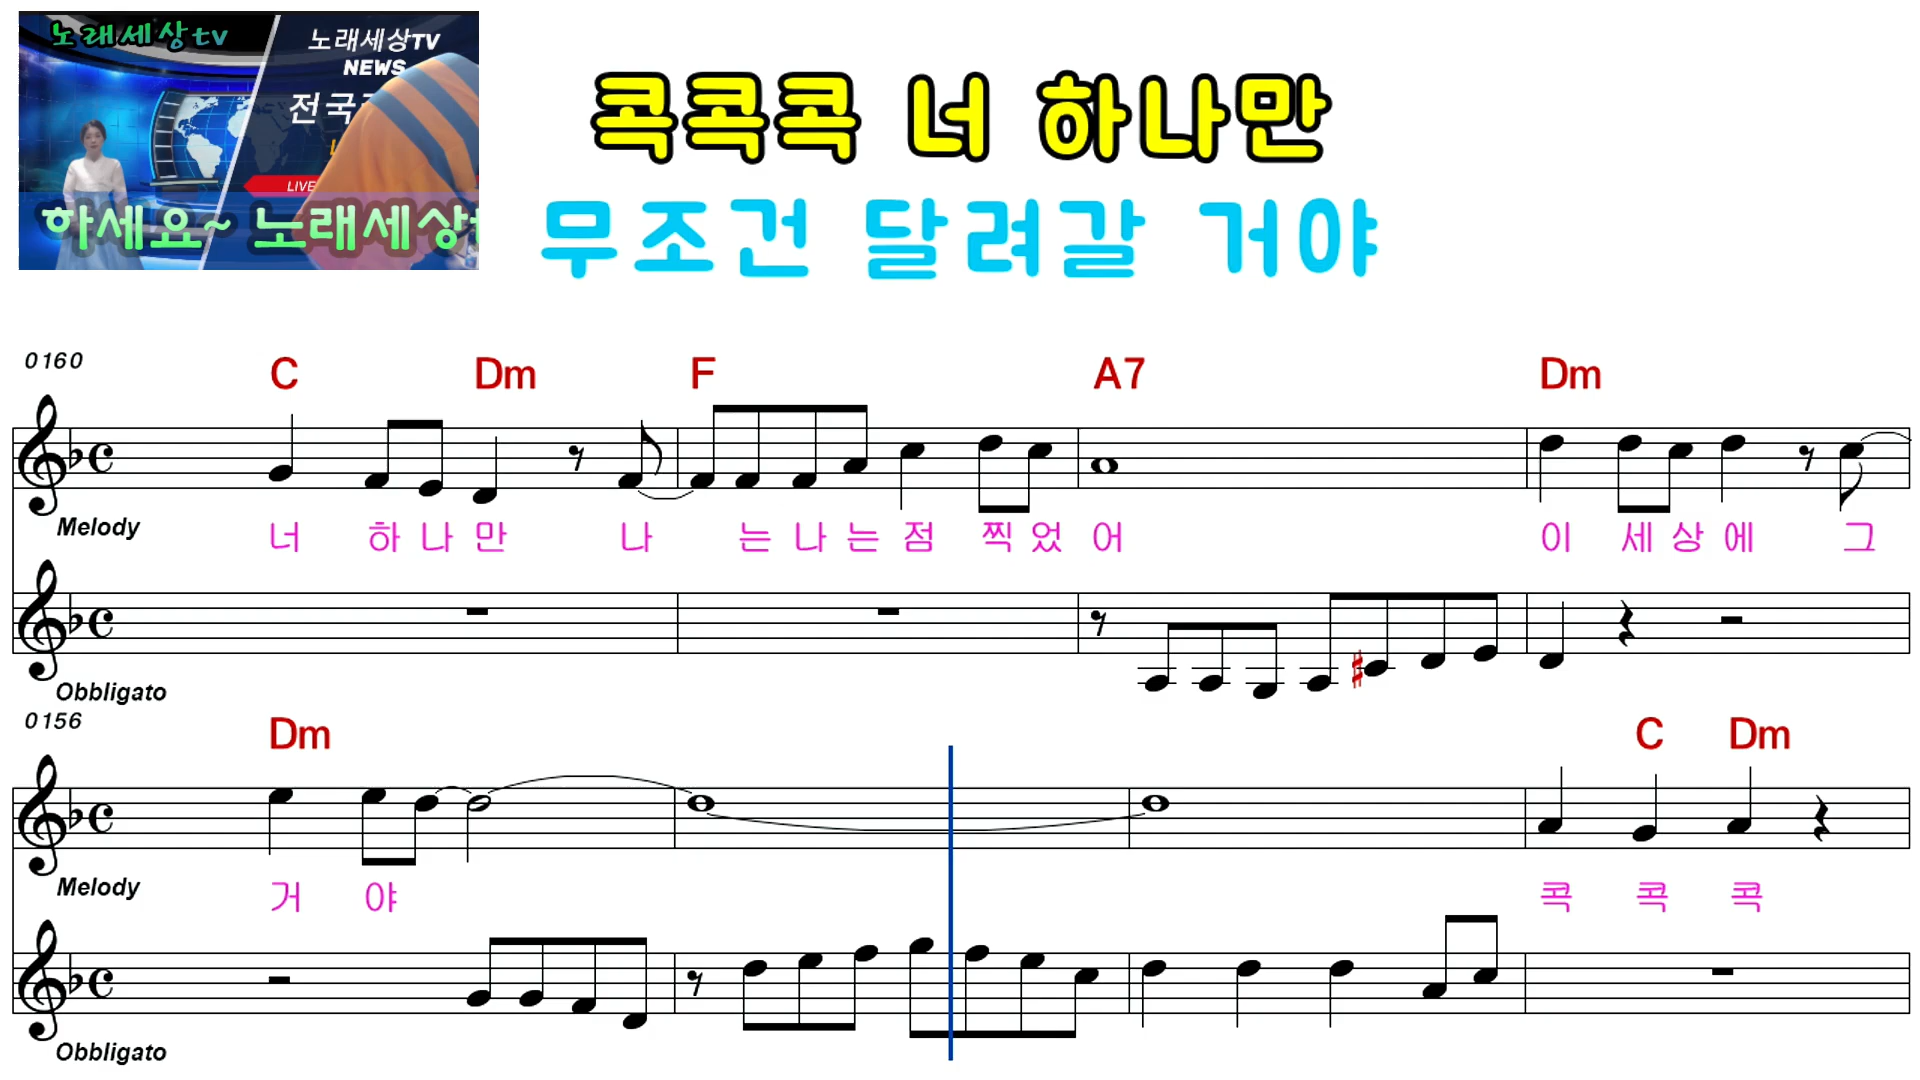 노래세상tv
노래세상TV
NEWS
전국
LIVE
하세요~ 노래세상
콕콕콕 너 하나만
무조건 달려갈 거야
0160
C Dm F A7 Dm
Melody
너 하 나 만 나 는 나 는 점 찍 었 어 이 세 상 에 그
Obbligato
0156
Dm C Dm
Melody
거 야 콕 콕 콕
Obbligato